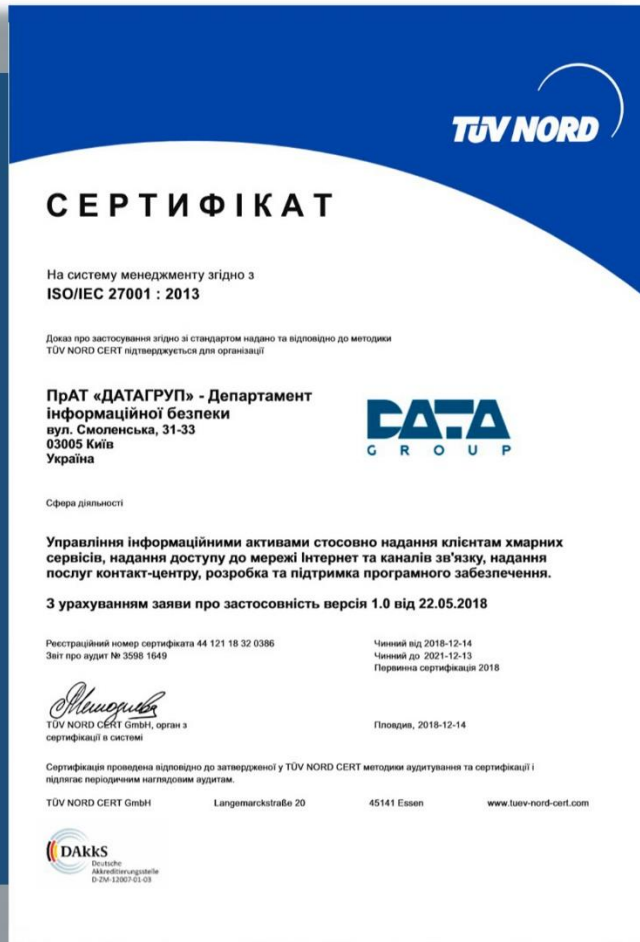 TÜV NORD
СЕРТИФІКАТ
На систему менеджменту згідно з
ISO/IEC 27001 : 2013
Доказ про застосування згідно зі стандартом надано та відповідно до методики
TÜV NORD CERT підтверджується для організації
ПрАТ «ДАТАГРУП» - Департамент
інформаційної безпеки
вул. Смоленська, 31-33
03005 Київ
Україна
DATA
GROUP
Сфера діяльності
Управління інформаційними активами стосовно надання клієнтам хмарних
сервісів, надання доступу до мережі Інтернет та каналів зв'язку, надання
послуг контакт-центру, розробка та підтримка програмного забезпечення.
З урахуванням заяви про застосовність версія 1.0 від 22.05.2018
Реєстраційний номер сертифіката 44 121 18 32 0386
Звіт про аудит № 3598 1649
Чинний від 2018-12-14
Чинний до 2021-12-13
Первинна сертифікація 2018
TÜV NORD CERT GmbH, орган з
сертифікації в системі
Пловдив, 2018-12-14
Сертифікація проведена відповідно до затвердженої у TÜV NORD CERT методики аудитування та сертифікації і
підлягає періодичним наглядовим аудитам.
TÜV NORD CERT GmbH Langemarckstraße 20 45141 Essen www.tuev-nord-cert.com
DAkkS
Deutsche
Akkreditierungsstelle
D-ZM-12007-01-03